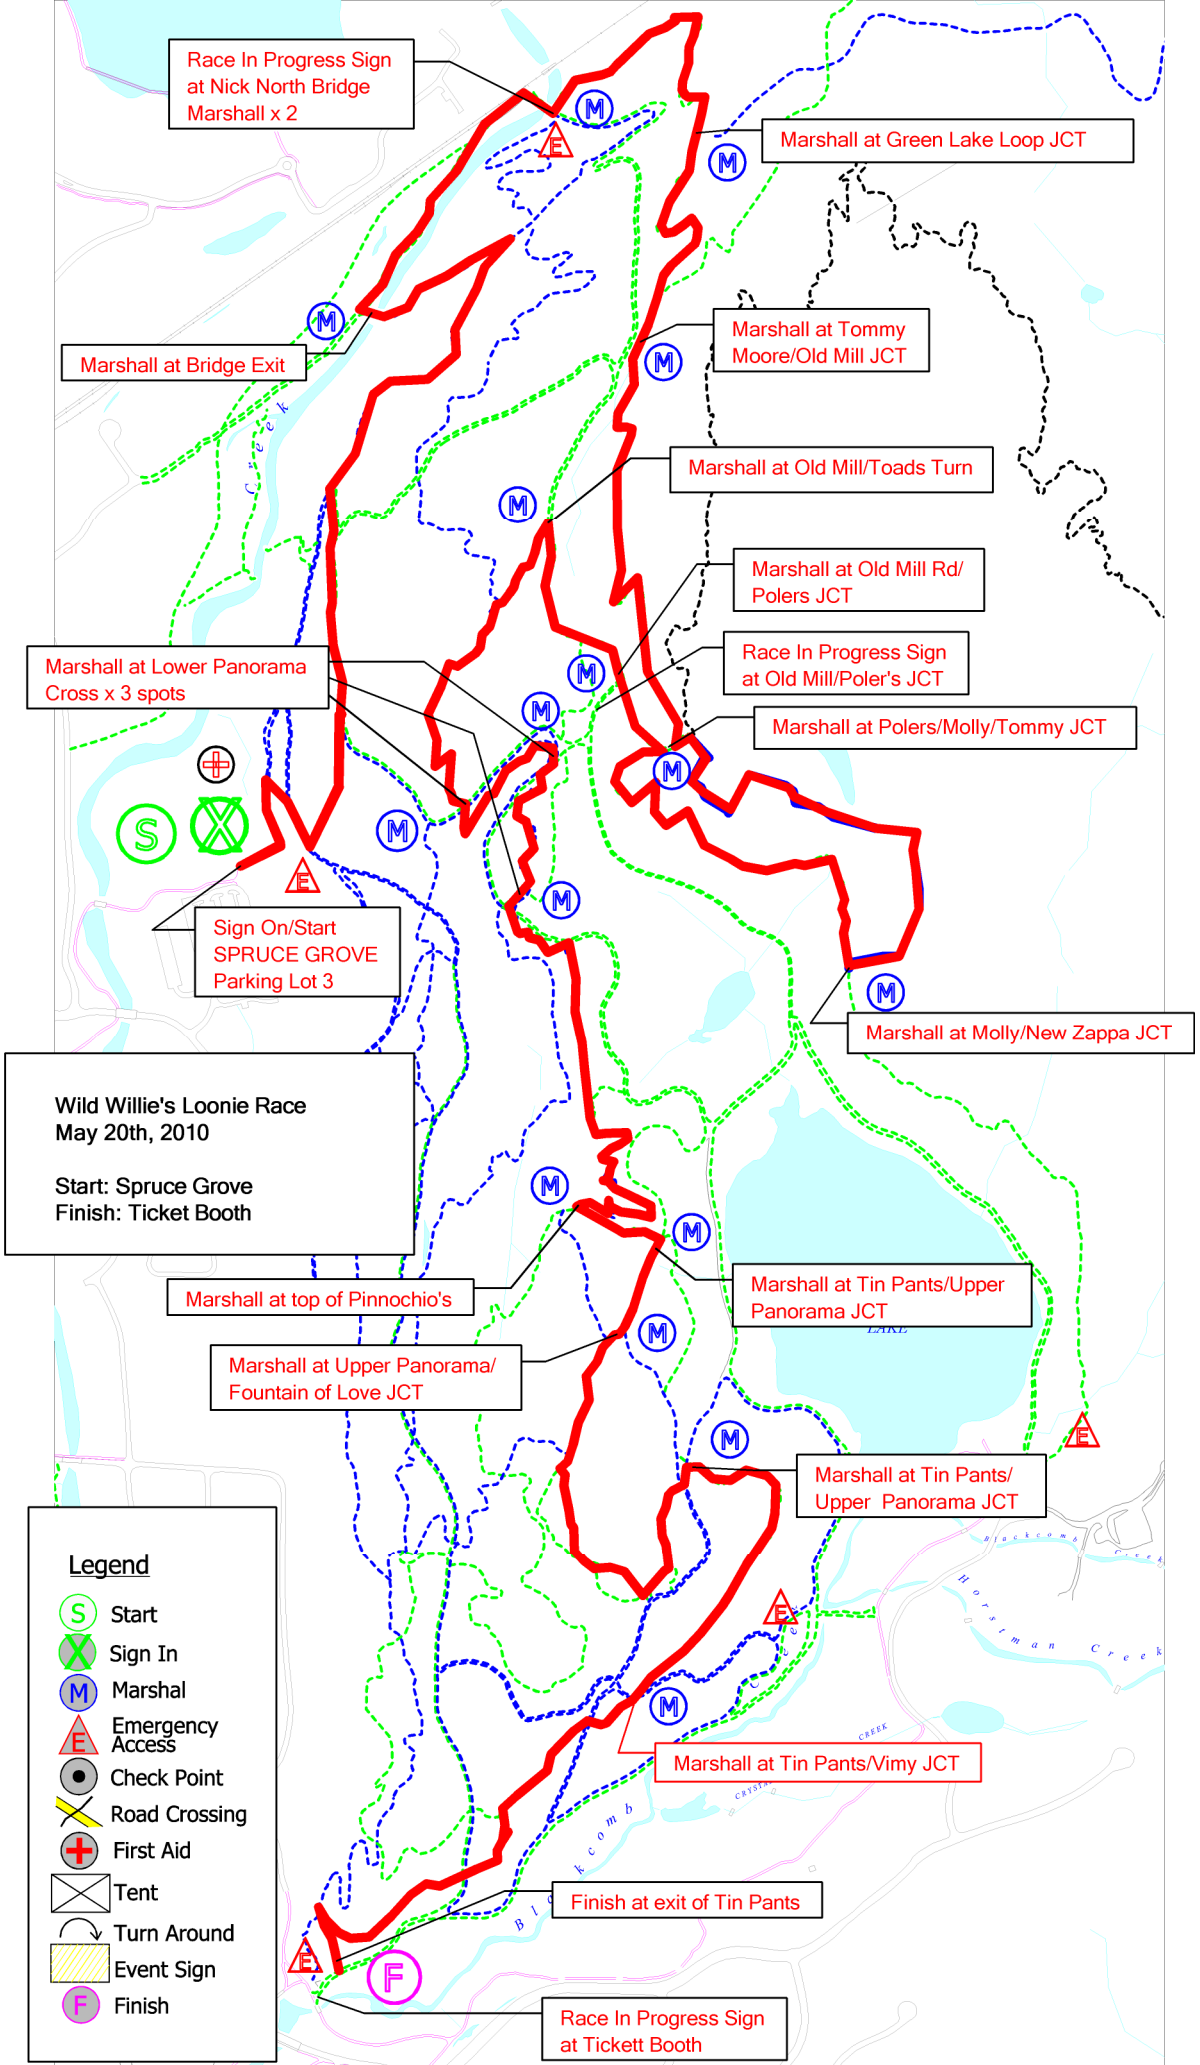 Race In Progress Sign
at Nick North Bridge
Marshall x 2
M
E
Marshall at Green Lake Loop JCT
M
M
Marshall at Bridge Exit
Marshall at Tommy
Moore/Old Mill JCT
M
Creek
Marshall at Old Mill/Toads Turn
M
Marshall at Old Mill Rd/
Polers JCT
Race In Progress Sign
at Old Mill/Poler's JCT
Marshall at Lower Panorama
Cross x 3 spots
M
M
Marshall at Polers/Molly/Tommy JCT
M
S
X
M
E
M
Sign On/Start
SPRUCE GROVE
Parking Lot 3
M
Marshall at Molly/New Zappa JCT
Wild Willie's Loonie Race
May 20th, 2010
Start: Spruce Grove
Finish: Ticket Booth
M
M
Marshall at top of Pinnochio's
Marshall at Tin Pants/Upper
Panorama JCT
LAKE
M
Marshall at Upper Panorama/
Fountain of Love JCT
E
M
Marshall at Tin Pants/
Upper Panorama JCT
Blackcomb Creek
Horstman Creek
E
Legend
S Start
X Sign In
M Marshal
E Emergency
Access
Check Point
Road Crossing
First Aid
Tent
Turn Around
Event Sign
F Finish
M
CREEK
Marshall at Tin Pants/Vimy JCT
Finish at exit of Tin Pants
E
F
Race In Progress Sign
at Tickett Booth